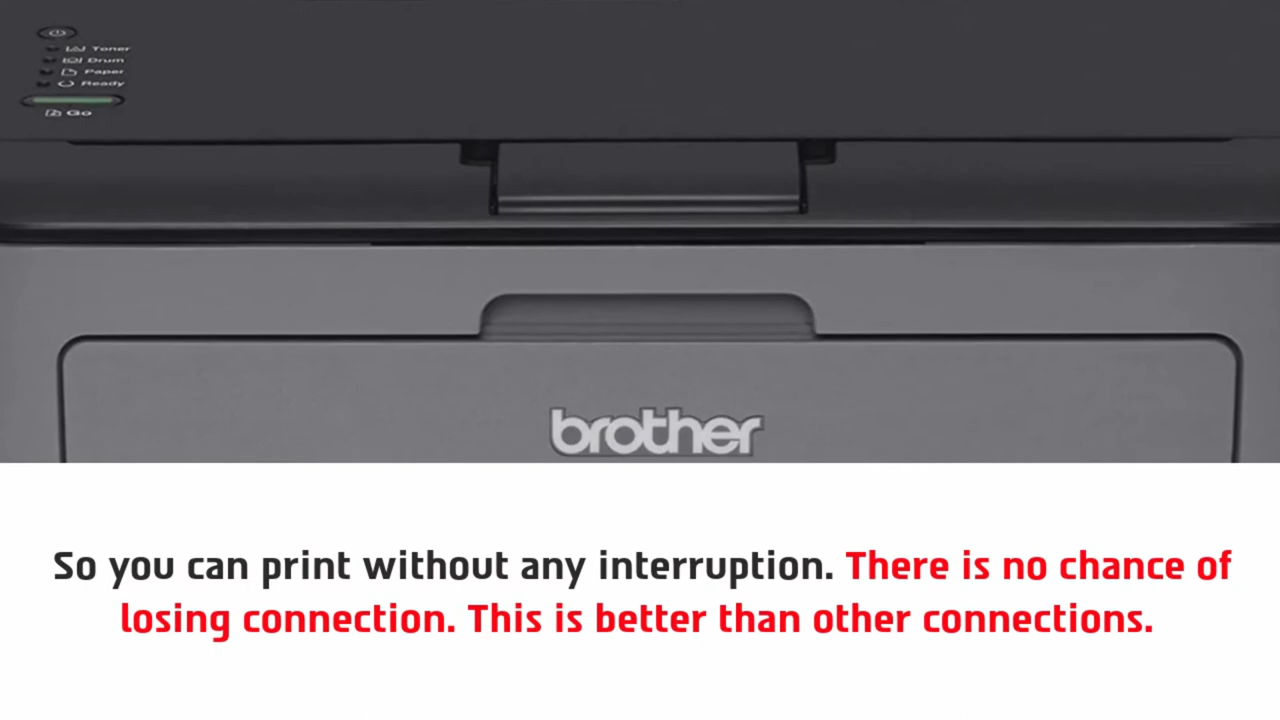 Toner
Drum
Paper
Ready
Go
brother
So you can print without any interruption. There is no chance of
losing connection. This is better than other connections.